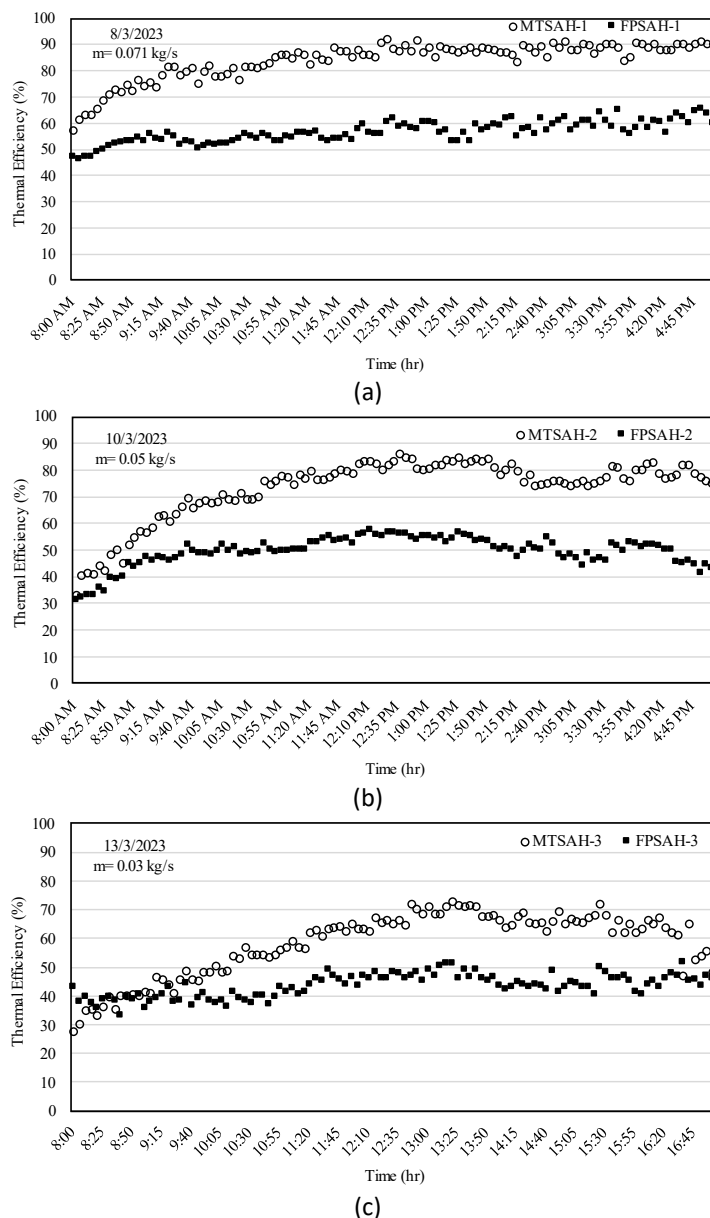 100
90
80
70
60
50
40
30
20
10
0
Thermal Efficiency (%)
8/3/2023
m= 0.071 kg/s
MTSAH-1 FPSAH-1
8:00 AM 8:25 AM 8:50 AM 9:15 AM 9:40 AM 10:05 AM 10:30 AM 10:55 AM 11:20 AM 11:45 AM 12:10 PM 12:35 PM 1:00 PM 1:25 PM 1:50 PM 2:15 PM 2:40 PM 3:05 PM 3:30 PM 3:55 PM 4:20 PM 4:45 PM
Time (hr)
(a)
100
90
80
70
60
50
40
30
20
10
0
Thermal Efficiency (%)
10/3/2023
m= 0.05 kg/s
MTSAH-2 FPSAH-2
8:00 AM 8:25 AM 8:50 AM 9:15 AM 9:40 AM 10:05 AM 10:30 AM 10:55 AM 11:20 AM 11:45 AM 12:10 PM 12:35 PM 1:00 PM 1:25 PM 1:50 PM 2:15 PM 2:40 PM 3:05 PM 3:30 PM 3:55 PM 4:20 PM 4:45 PM
Time (hr)
(b)
100
90
80
70
60
50
40
30
20
10
0
Thermal Efficiency (%)
13/3/2023
m= 0.03 kg/s
MTSAH-3 FPSAH-3
8:00 8:25 8:50 9:15 9:40 10:05 10:30 10:55 11:20 11:45 12:10 12:35 13:00 13:25 13:50 14:15 14:40 15:05 15:30 15:55 16:20 16:45
Time (hr)
(c)